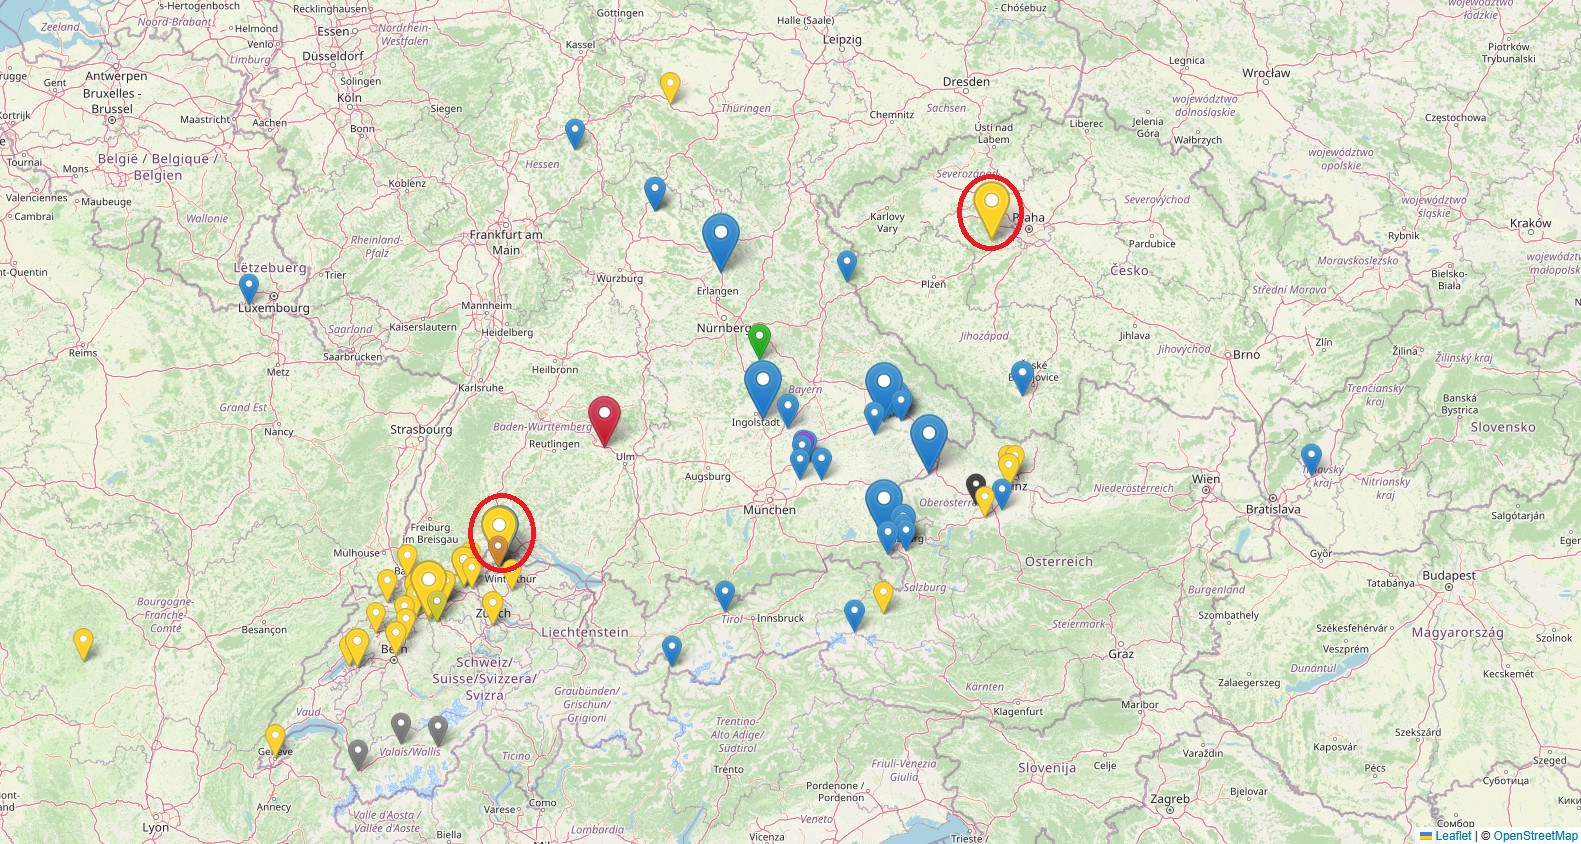 's-Hertogenbosch
Recklinghausen
Göttingen
Halle (Saale)
Chóśebuz
województwo
łódzkie
Zeeland
Noord-Brabant
Helmond
Essen
Nordrhein-
Westfalen
Kassel
Leipzig
Piotrków
Trybunalski
Venlo
Limburg
Düsseldorf
Legnica
Wrocław
Antwerpen
Gent
Bruxelles -
Brussel
Solingen
Köln
Dresden
Thüringen
Sachsen
województwo
dolnośląskie
Częstochowa
Kortrijk
Maastricht
Aachen
Bonn
Siegen
Chemnitz
Ústí nad
Labem
Liberec
Jelenia
Góra
Wałbrzych
Tournai
Mons
België / Belgique /
Belgien
Hessen
województwo
opolskie
Valenciennes
Maubeuge
Cambrai
Koblenz
Severozápad
Severovýchod
województwo
śląskie
Wallonie
Karlovy
Vary
Praha
Kraków
Rheinland-
Pfalz
Frankfurt am
Main
Pardubice
Rybnik
Lëtzebuerg
Trier
Würzburg
Plzeň
Česko
Moravskoslezsko
Bielsko-
Biała
województwo
małopolskie
Saint-Quentin
Luxembourg
Mannheim
Erlangen
Střední Morava
Saarland
Kaiserslautern
Heidelberg
Nürnberg
Jihozápad
Jihlava
Jihovýchod
Brno
Zlín
Žilina
Žilinský kraj
Reims
Saarbrücken
Metz
Heilbronn
Karlsruhe
Bayern
Trenčiansky
kraj
Banská
Bystrica
Grand Est
Nancy
Strasbourg
Baden-Württemberg
Reutlingen
Ingolstadt
Slovensko
Ulm
Augsburg
München
Oberösterreich
Niederösterreich
Wien
Bratislava
Nitriansky
kraj
Salgótarján
Freiburg
im Breisgau
Mulhouse
Győr
Winterthur
Österreich
Budapest
Tatabánya
Salzburg
Burgenland
Bourgogne-
Franche-
Comté
Besançon
Zürich
Liechtenstein
Tirol
Innsbruck
Steiermark
Szombathely
Székesfehérvár
Magyarország
Szolnok
Veszprém
Bern
Schweiz/
Suisse/Svizzera/
Svizra
Graz
Dunántúl
Kecskemét
Zalaegerszeg
Graubünden/
Grischun/
Grigioni
Kärnten
Klagenfurt
Maribor
Vaud
Genève
Valais/Wallis
Ticino
Trentino-
Alto Adige/
Südtirol
Szekszárd
Kaposvár
Szeged
Trento
Friuli-Venezia
Giulia
Slovenija
Celje
Varaždin
Pécs
Суботица
Annecy
Varese
Como
Pordenone /
Pordenon
Zagreb
Bjelovar
Lyon
Valle d'Aosta /
Vallée d'Aoste
Biella
Lombardia
Veneto
Vicenza
Trieste /
Сомбор
Leaflet | © OpenStreetMap